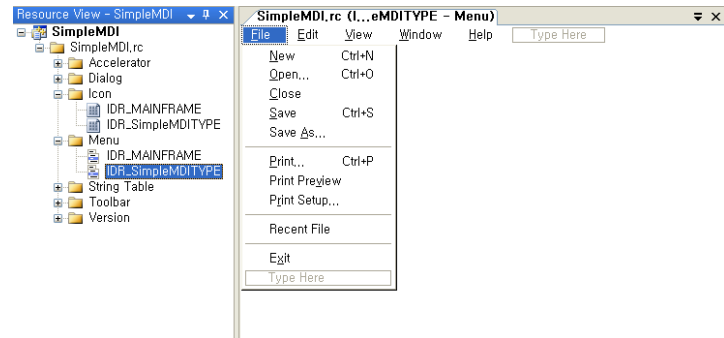 Resource View - SimpleMDI
SimpleMDI
SimpleMDI.rc
Accelerator
Dialog
Icon
IDR_MAINFRAME
IDR_SimpleMDITYPE
Menu
IDR_MAINFRAME
IDR_SimpleMDITYPE
String Table
Toolbar
Version
SimpleMDI.rc (I...eMDITYPE - Menu)
File Edit View Window Help Type Here
New Ctrl+N
Open... Ctrl+O
Close
Save Ctrl+S
Save As...
Print... Ctrl+P
Print Preview
Print Setup...
Recent File
Exit
Type Here